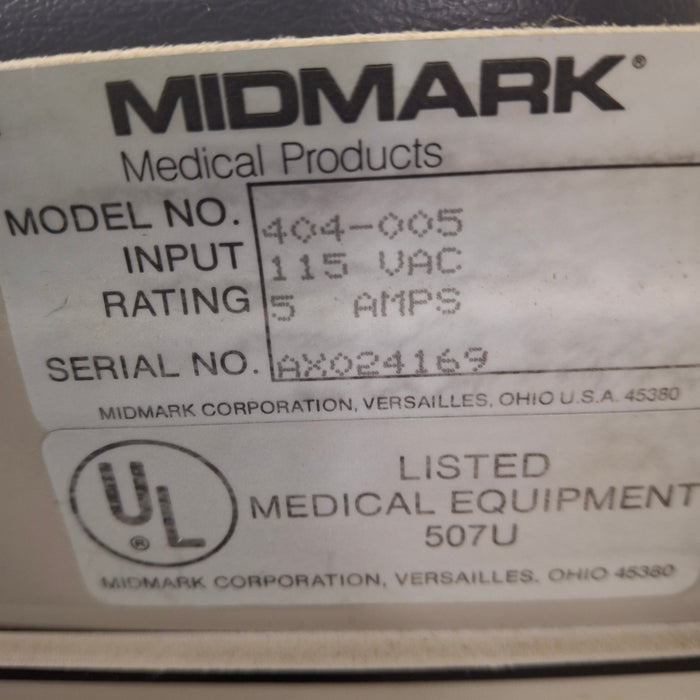 MIDMARK®
Medical Products
MODEL NO. 404-005
INPUT 115 VAC
RATING 5 AMPS
SERIAL NO. AX024169
MIDMARK CORPORATION, VERSAILLES, OHIO U.S.A. 45380
UL ®
LISTED
MEDICAL EQUIPMENT
507U
MIDMARK CORPORATION, VERSAILLES, OHIO 45380